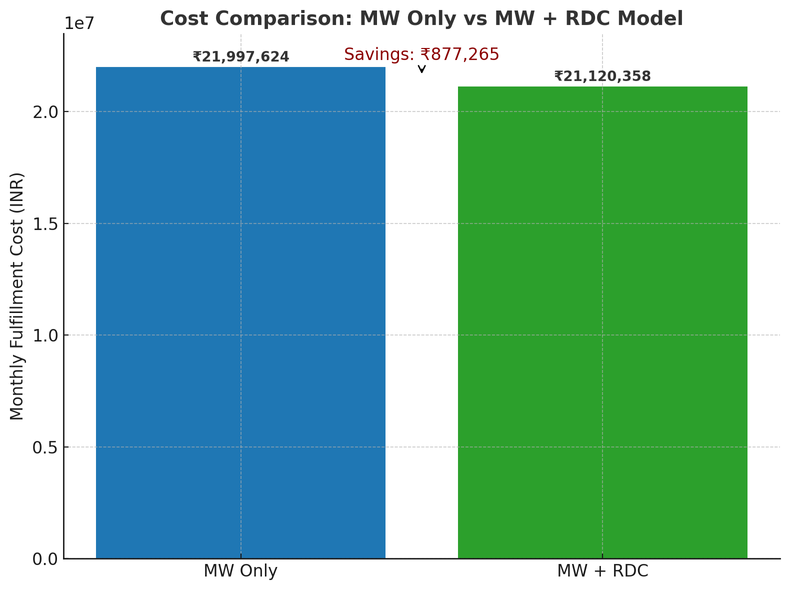 Cost Comparison: MW Only vs MW + RDC Model
1e7
₹21,997,624
Savings: ₹877,265
₹21,120,358
Monthly Fulfillment Cost (INR)
2.0
1.5
1.0
0.5
0.0
MW Only
MW + RDC